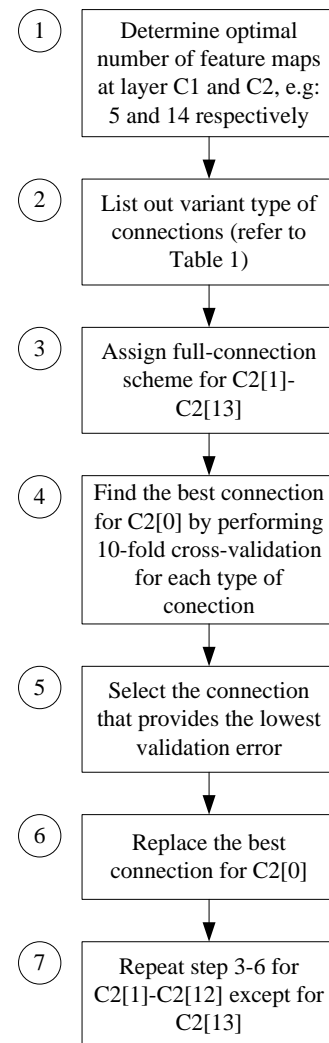 1
Determine optimal
number of feature maps
at layer C1 and C2, e.g:
5 and 14 respectively
2
List out variant type of
connections (refer to
Table 1)
3
Assign full-connection
scheme for C2[1]-
C2[13]
4
Find the best connection
for C2[0] by performing
10-fold cross-validation
for each type of
conection
5
Select the connection
that provides the lowest
validation error
6
Replace the best
connection for C2[0]
7
Repeat step 3-6 for
C2[1]-C2[12] except for
C2[13]